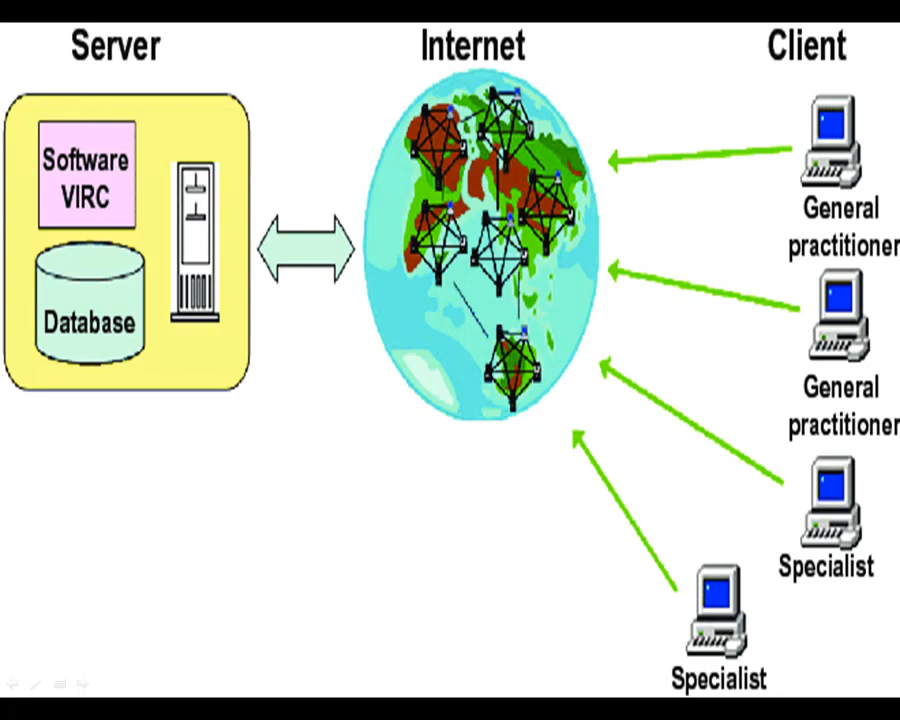 Server
Internet
Client
Software
VIRC
Database
General
practitioner
General
practitioner
Specialist
Specialist